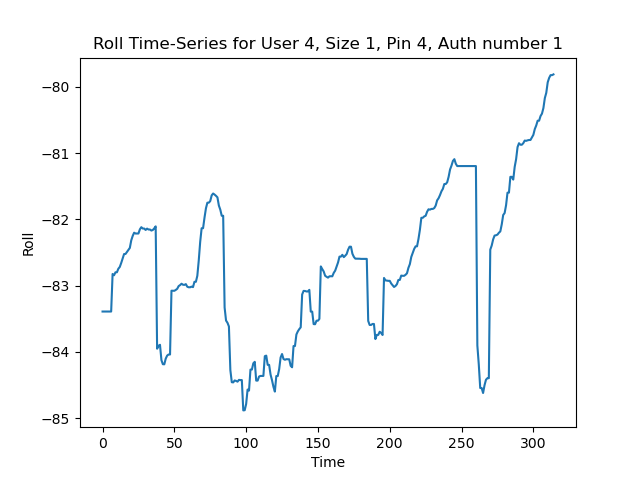 Roll Time-Series for User 4, Size 1, Pin 4, Auth number 1
−80
−81
−82
−83
−84
−85
Roll
0 50 100 150 200 250 300
Time